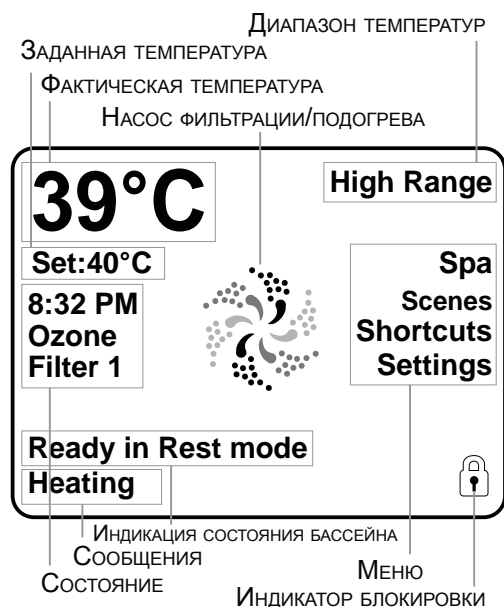 Диапазон температур
Заданная температура
Фактическая температура
Насос фильтрации/подогрева
39°C
High Range
Set:40°C
Spa
8:32 PM
Scenes
Ozone
Shortcuts
Filter 1
Settings
Ready in Rest mode
Heating
Индикация состояния бассейна
Сообщения
Меню
Состояние
Индикатор блокировки